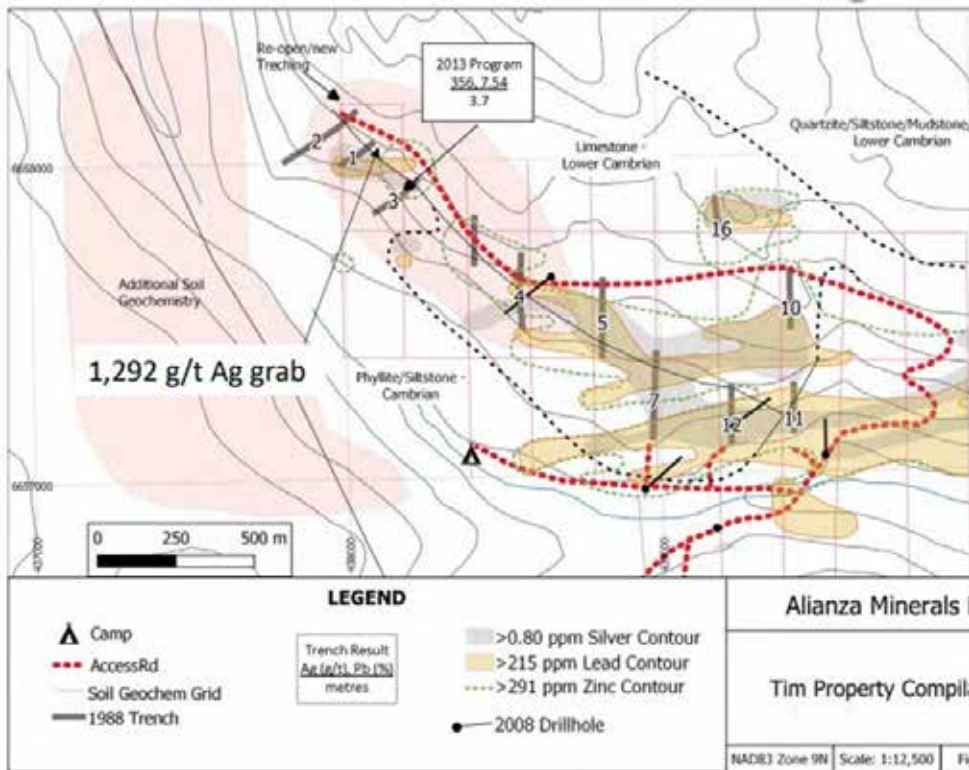 Re-open/new
Treching
2013 Program
356, 7.54
3.7
Limestone -
Lower Cambrian
Quartzite/Siltstone/Mudstone,
Lower Cambrian
6658000
2
1
3
16
Additional Soil
Geochemistry
4
5
10
1,292 g/t Ag grab
Phyllite/Siltstone -
Cambrian
7
12
11
6657000
0 250 500 m
437000
438000
LEGEND
Camp
AccessRd
Soil Geochem Grid
1988 Trench
Trench Result
Ag (g/t), Pb (%)
metres
>0.80 ppm Silver Contour
>215 ppm Lead Contour
>291 ppm Zinc Contour
2008 Drillhole
Alianza Minerals
Tim Property Compila
NAD83 Zone 9N
Scale: 1:12,500